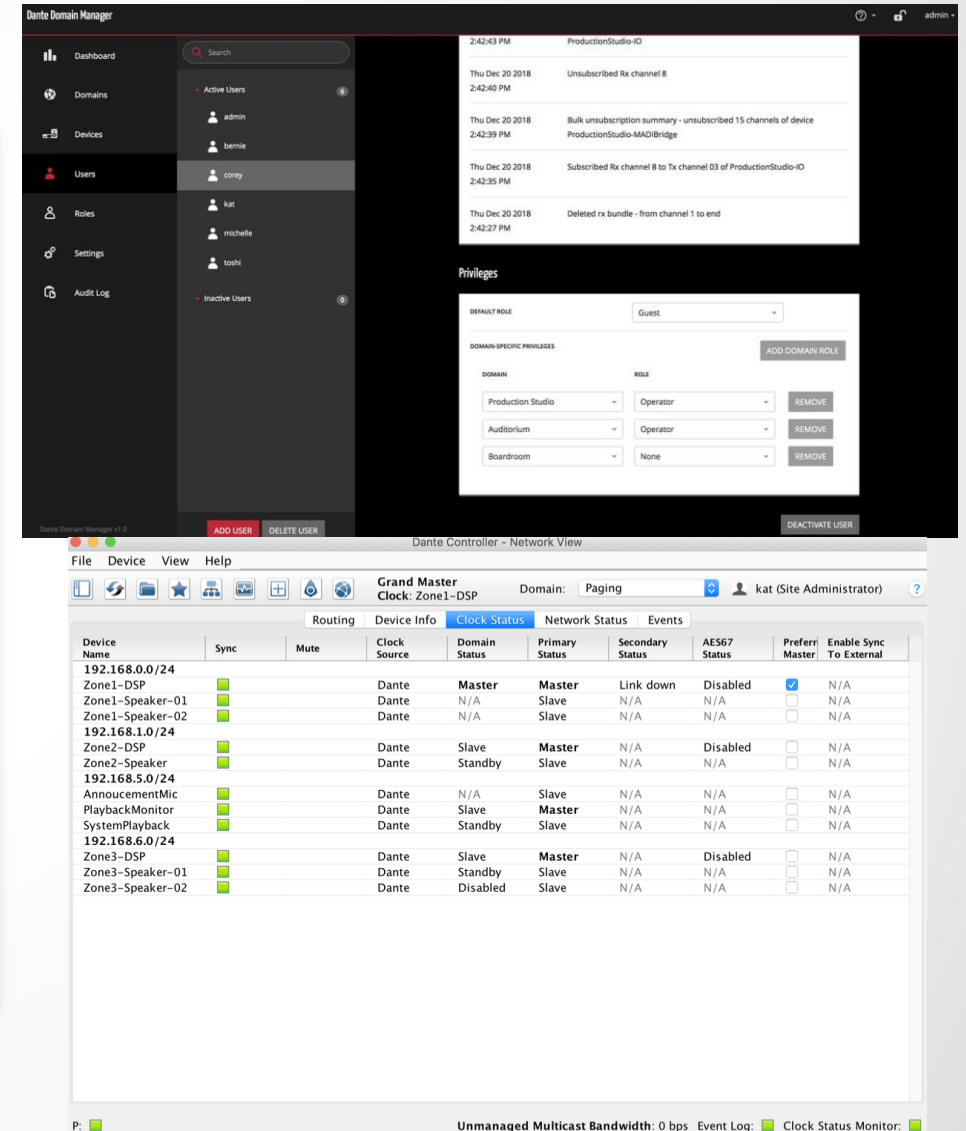 Dante Domain Manager
admin
Dashboard
Domains
Devices
Users
Roles
Settings
Audit Log
Dante Domain Manager v1.0
Search
Active Users 6
admin
bernie
corey
kat
michelle
toshi
Inactive Users 0
ADD USER DELETE USER
2:42:43 PM ProductionStudio-IO
Thu Dec 20 2018 Unsubscribed Rx channel 8
2:42:40 PM
Thu Dec 20 2018 Bulk unsubscription summary - unsubscribed 15 channels of device
2:42:39 PM ProductionStudio-MADIBridge
Thu Dec 20 2018 Subscribed Rx channel 8 to Tx channel 03 of ProductionStudio-IO
2:42:35 PM
Thu Dec 20 2018 Deleted rx bundle - from channel 1 to end
2:42:27 PM
Privileges
DEFAULT ROLE Guest
DOMAIN-SPECIFIC PRIVILEGES ADD DOMAIN ROLE
DOMAIN ROLE
Production Studio Operator REMOVE
Auditorium Operator REMOVE
Boardroom None REMOVE
DEACTIVATE USER
Dante Controller - Network View
File Device View Help
Grand Master
Clock: Zone1-DSP Domain: Paging kat (Site Administrator) ?
Routing Device Info Clock Status Network Status Events
Device Name Sync Mute Clock Source Domain Status Primary Status Secondary Status AES67 Status Preferr Master Enable Sync To External
192.168.0.0/24
Zone1-DSP Dante Master Master Link down Disabled N/A
Zone1-Speaker-01 Dante N/A Slave N/A N/A N/A
Zone1-Speaker-02 Dante N/A Slave N/A N/A N/A
192.168.1.0/24
Zone2-DSP Dante Slave Master N/A Disabled N/A
Zone2-Speaker Dante Standby Slave N/A N/A N/A
192.168.5.0/24
AnnoucementMic Dante N/A Slave N/A N/A N/A
PlaybackMonitor Dante Slave Master N/A N/A N/A
SystemPlayback Dante Standby Slave N/A N/A N/A
192.168.6.0/24
Zone3-DSP Dante Slave Master N/A Disabled N/A
Zone3-Speaker-01 Dante Standby Slave N/A N/A N/A
Zone3-Speaker-02 Dante Disabled Slave N/A N/A N/A
P: Unmanaged Multicast Bandwidth: 0 bps Event Log: Clock Status Monitor: